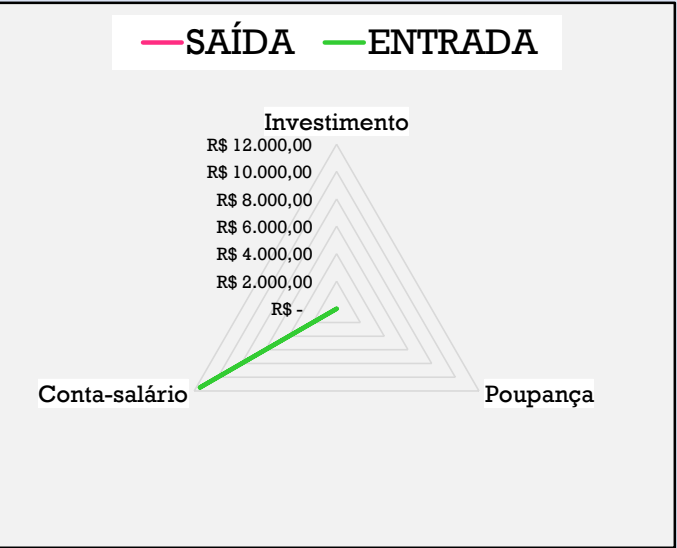 SAÍDA ENTRADA
Investimento
R$ 12.000,00
R$ 10.000,00
R$ 8.000,00
R$ 6.000,00
R$ 4.000,00
R$ 2.000,00
R$ -
Conta-salário
Poupança